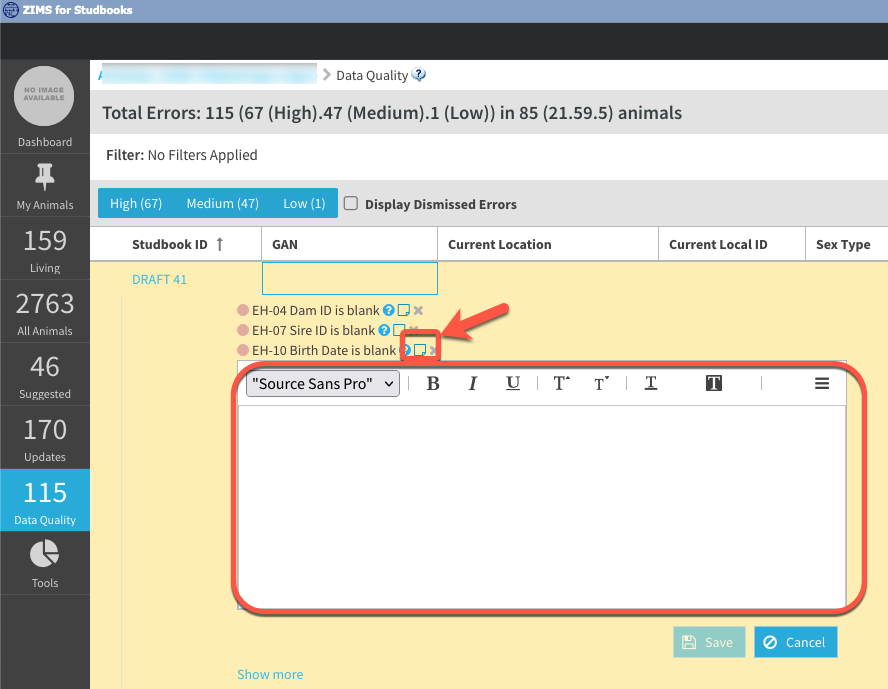 ZIMS for Studbooks
Data Quality
NO IMAGE
AVAILABLE
Dashboard
My Animals
159
Living
2763
All Animals
46
Suggested
170
Updates
115
Data Quality
Tools
Total Errors: 115 (67 (High).47 (Medium).1 (Low)) in 85 (21.59.5) animals
Filter: No Filters Applied
High (67) Medium (47) Low (1) Display Dismissed Errors
Studbook ID ↑ GAN Current Location Current Local ID Sex Type
DRAFT 41
EH-04 Dam ID is blank
EH-07 Sire ID is blank
EH-10 Birth Date is blank
"Source Sans Pro" B I U T T T T
Save Cancel
Show more